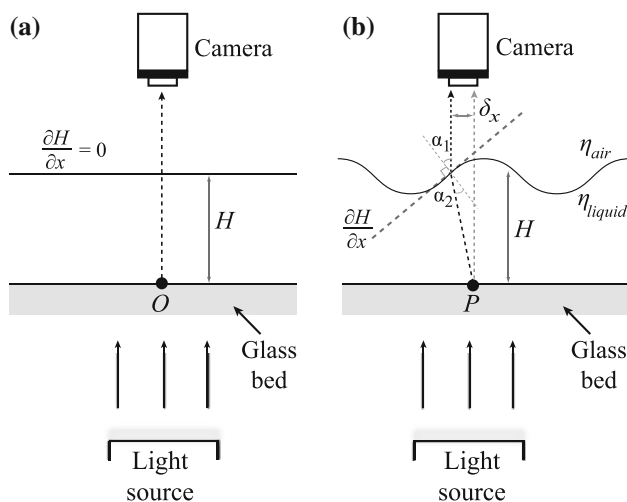 (a)
Camera
∂H/∂x = 0
H
O
Glass
bed
Light
source
(b)
Camera
δx
α1
ηair
α2
ηliquid
∂H/∂x
H
P
Glass
bed
Light
source